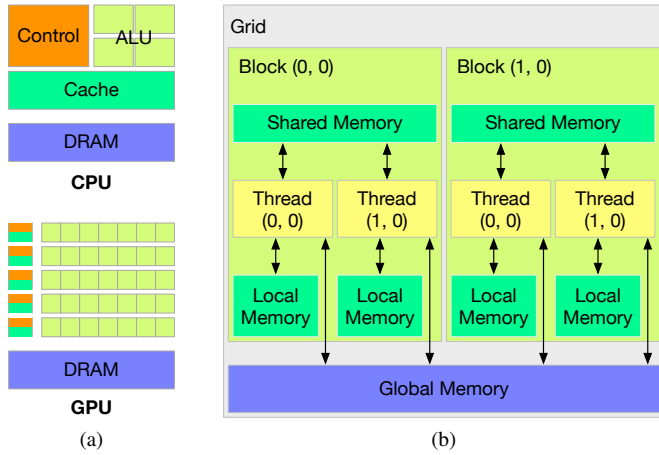 Control
ALU
Cache
DRAM
CPU
DRAM
GPU
(a)
Grid
Block (0, 0)
Shared Memory
Thread
(0, 0)
Thread
(1, 0)
Local
Memory
Local
Memory
Block (1, 0)
Shared Memory
Thread
(0, 0)
Thread
(1, 0)
Local
Memory
Local
Memory
Global Memory
(b)